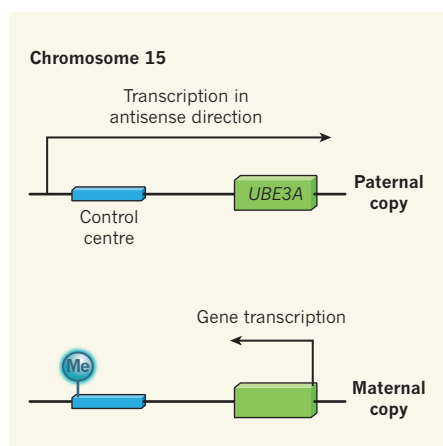 Chromosome 15
Transcription in
antisense direction
UBE3A
Paternal
copy
Control
centre
Gene transcription
Me
Maternal
copy